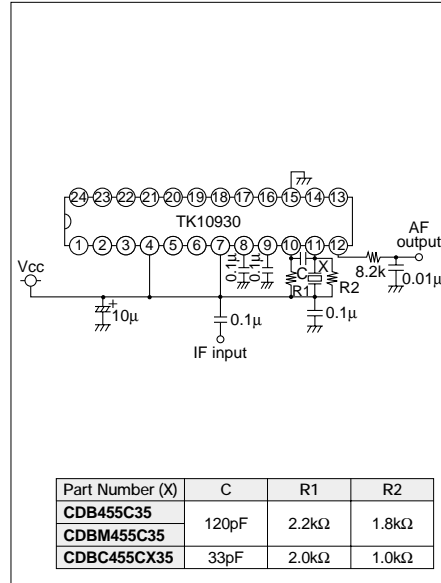 24 23 22 21 20 19 18 17 16 15 14 13
TK10930
1 2 3 4 5 6 7 8 9 10 11 12
AF
output
Vcc
0.1μ
0.1μ
C
X
R1
R2
8.2k
0.01μ
+
10μ
0.1μ
0.1μ
IF input
Part Number (X) C R1 R2
CDB455C35 120pF 2.2kΩ 1.8kΩ
CDBM455C35
CDBC455CX35 33pF 2.0kΩ 1.0kΩ